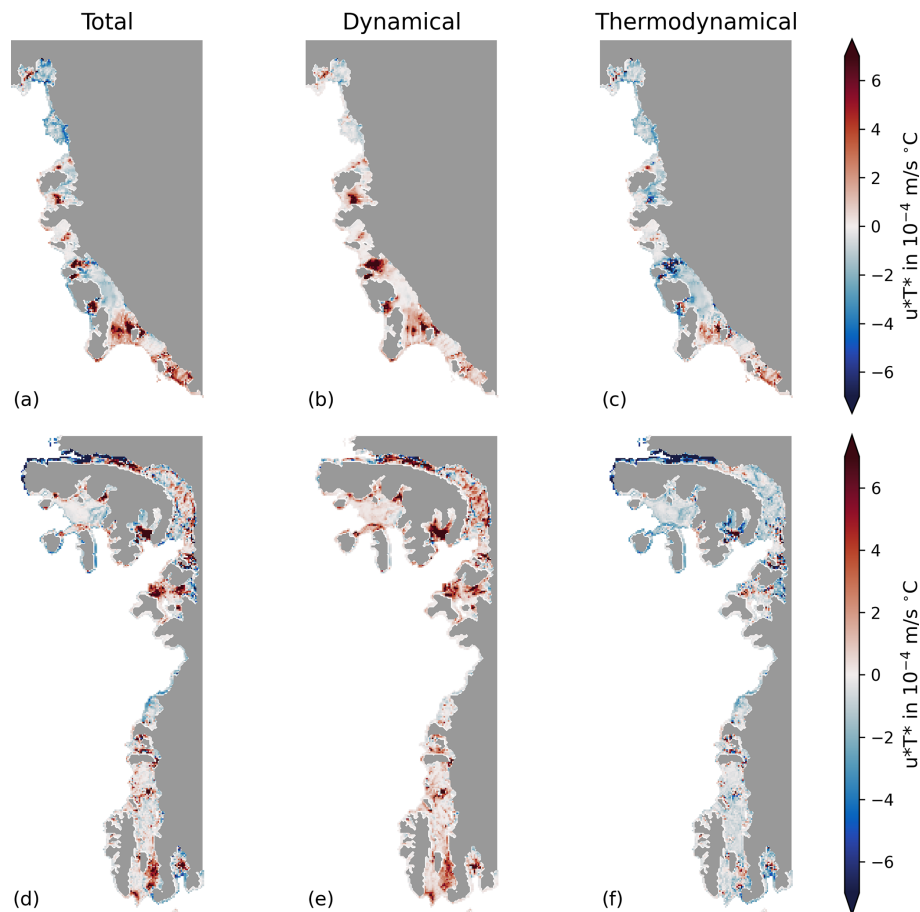 Total Dynamical Thermodynamical
6
4
2
0
−2
−4
−6
u*T* in 10⁻⁴ m/s °C
(a) (b) (c)
6
4
2
0
−2
−4
−6
u*T* in 10⁻⁴ m/s °C
(d) (e) (f)